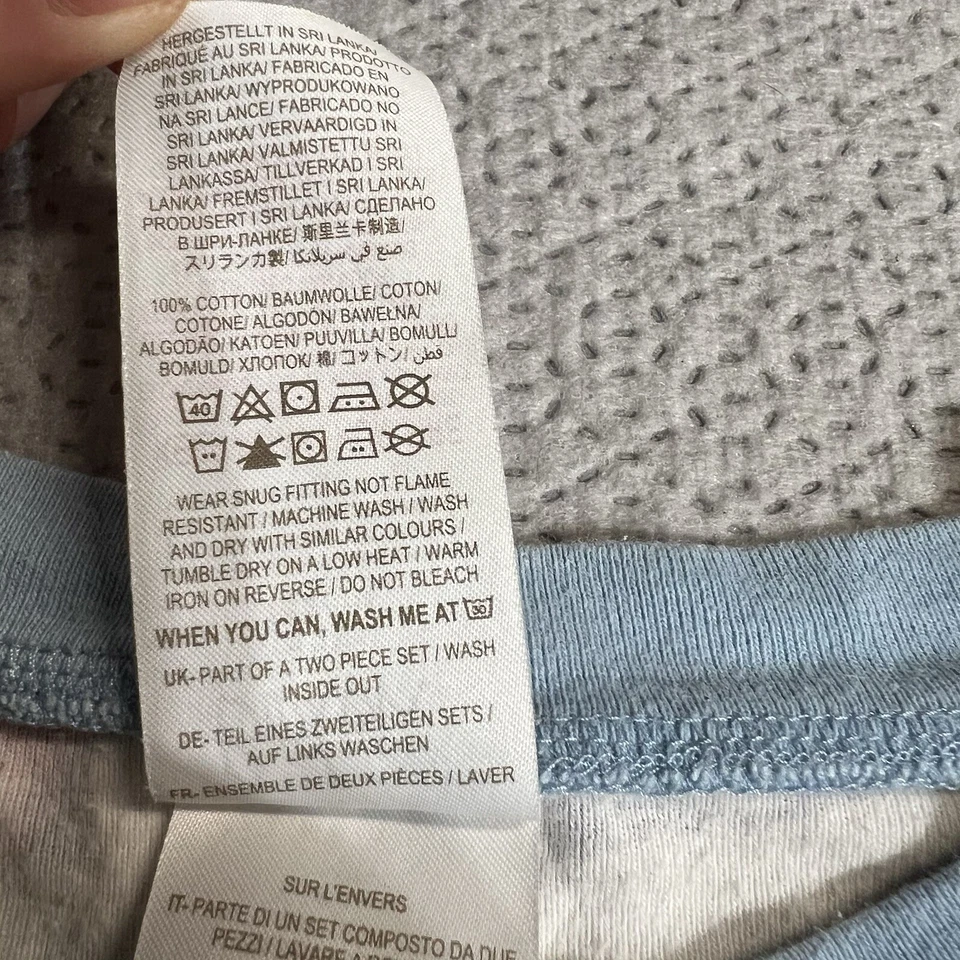 HERGESTELLT IN SRI LANKA/
FABRIQUÉ AU SRI LANKA/ PRODOTTO
IN SRI LANKA/ FABRICADO EN
SRI LANKA/ WYPRODUKOWANO
NA SRI LANCE/ FABRICADO NO
SRI LANKA/ VERVAARDIGD IN
SRI LANKA/ VALMISTETTU SRI
LANKASSA/ TILLVERKAD I SRI
LANKA/ FREMSTILLET I SRI LANKA/
PRODUSERT I SRI LANKA/ СДЕЛАНО
В ШРИ-ЛАНКЕ/ 斯里兰卡制造/
スリランカ製/ صنع في سريلانكا
100% COTTON/ BAUMWOLLE/ COTON/
COTONE/ ALGODÓN/ BAWEŁNA/
ALGODÃO/ KATOEN/ PUUVILLA/ BOMULL/
BOMULD/ ХЛОПОК/ 棉/ コットン/ قطن
40
WEAR SNUG FITTING NOT FLAME
RESISTANT / MACHINE WASH / WASH
AND DRY WITH SIMILAR COLOURS /
TUMBLE DRY ON A LOW HEAT / WARM
IRON ON REVERSE / DO NOT BLEACH
WHEN YOU CAN, WASH ME AT 30
UK- PART OF A TWO PIECE SET / WASH
INSIDE OUT
DE- TEIL EINES ZWEITEILIGEN SETS /
AUF LINKS WASCHEN
FR- ENSEMBLE DE DEUX PIÈCES / LAVER
SUR L'ENVERS
IT- PARTE DI UN SET COMPOSTO DA DUE
PEZZI / LAVARE A